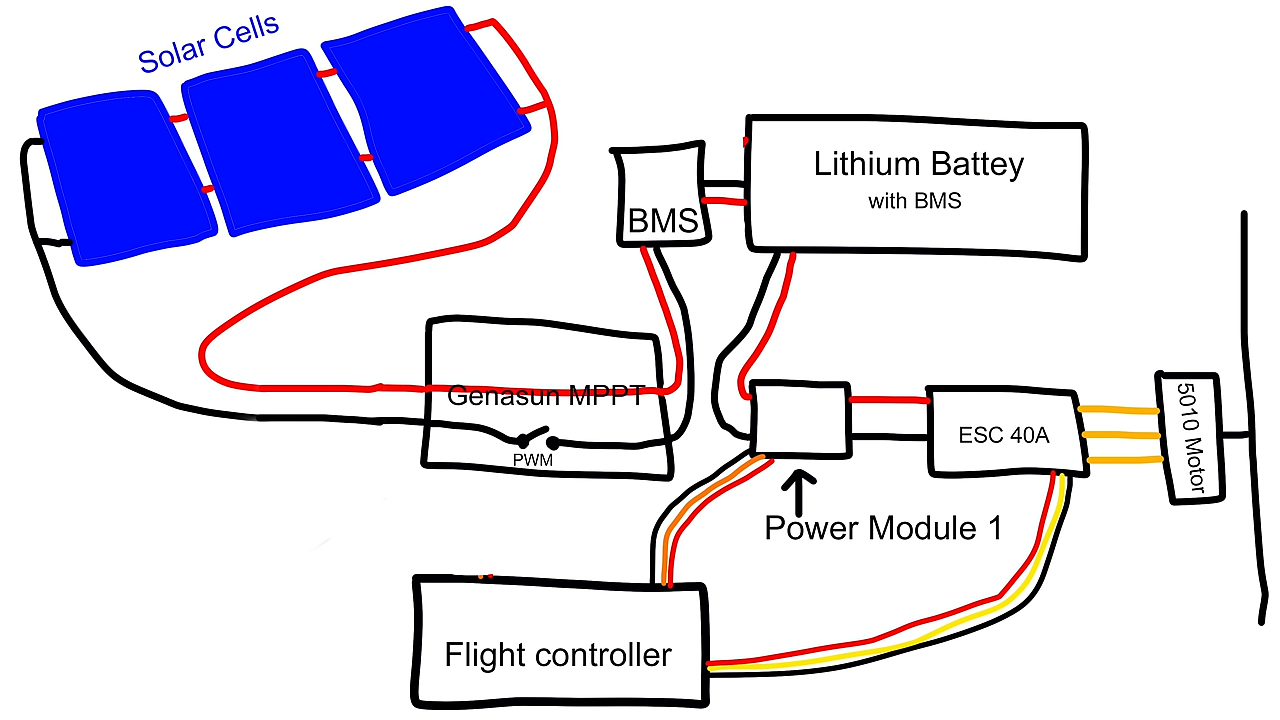 Solar Cells
Lithium Battey
with BMS
BMS
Genasun MPPT
PWM
ESC 40A
5010 Motor
Power Module 1
Flight controller